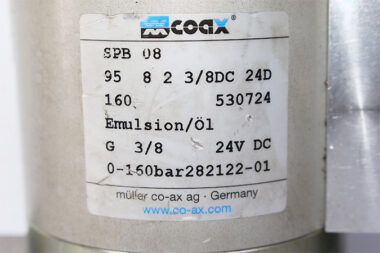 coax®
SPB 08
95 8 2 3/8DC 24D
160 530724
Emulsion/Öl
G 3/8 24V DC
0-160bar282122-01
müller co-ax ag · Germany
www.co-ax.com